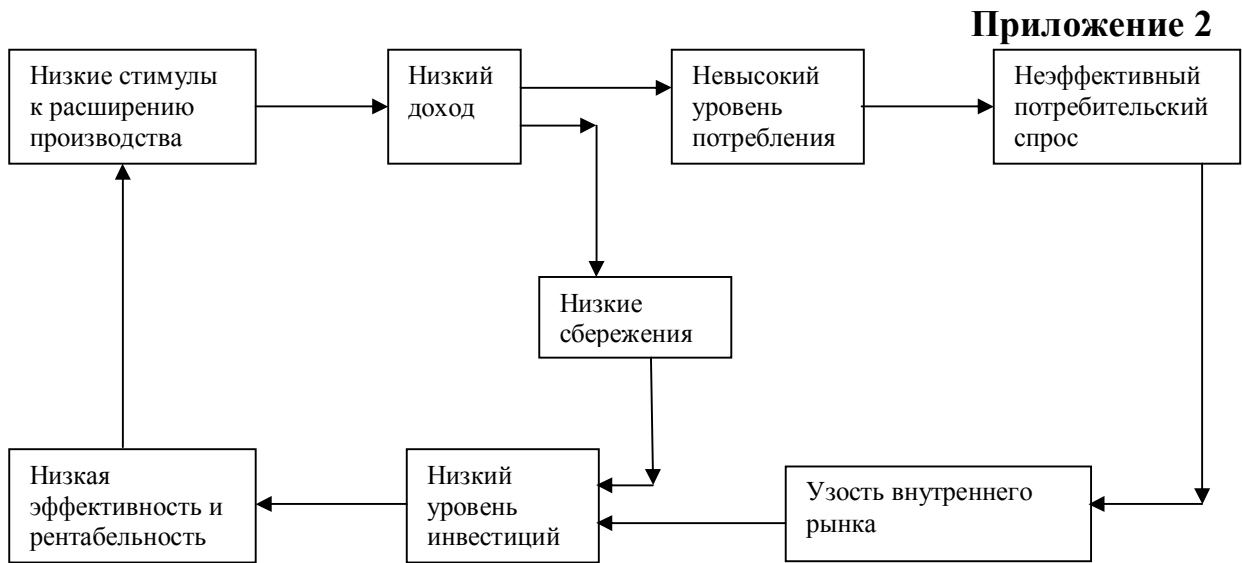 Приложение 2
Низкие стимулы
к расширению
производства
Низкий
доход
Невысокий
уровень
потребления
Неэффективный
потребительский
спрос
Низкие
сбережения
Низкая
эффективность и
рентабельность
Низкий
уровень
инвестиций
Узость внутреннего
рынка